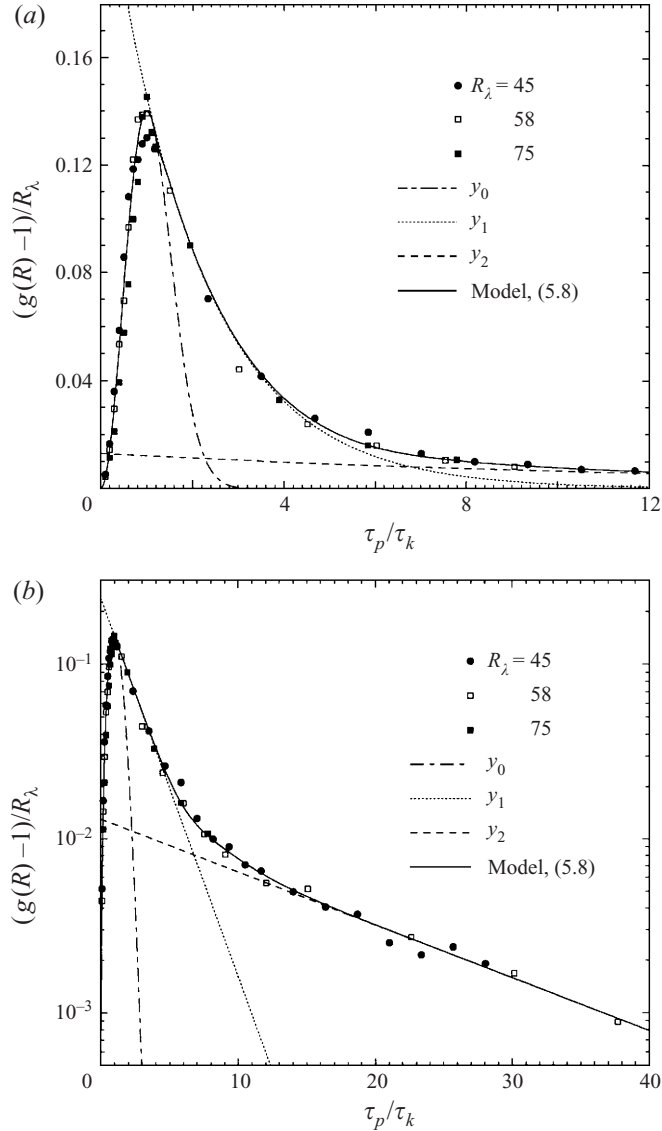 (a)
0.16
0.12
0.08
0.04
(g(R) −1)/R_λ
R_λ = 45
58
75
y_0
y_1
y_2
Model, (5.8)
0 4 8 12
τ_p/τ_k
(b)
10^{−1}
10^{−2}
10^{−3}
(g(R) −1)/R_λ
R_λ = 45
58
75
y_0
y_1
y_2
Model, (5.8)
0 10 20 30 40
τ_p/τ_k